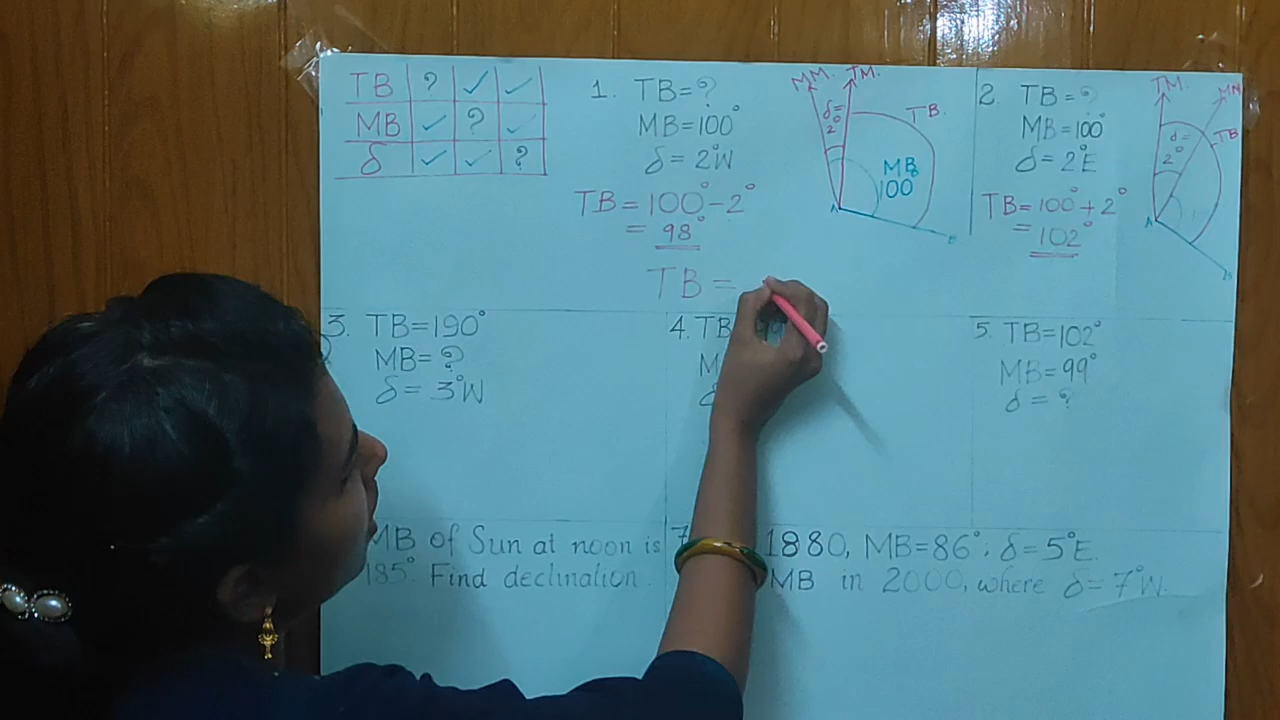 TB ? ✓ ✓
MB ✓ ? ✓
δ ✓ ✓ ?
1. TB=?
MB=100°
δ=2°W
TB=100°-2°
=98°
MM. TM.
δ=
2°
TB.
MB
100
A
B
2. TB=?
MB=100°
δ=2°E
TB=100°+2°
=102°
TM. MM
δ=
2°
TB
A
B
TB=
3. TB=190°
MB=?
δ=3°W
4. TB
5. TB=102°
MB=99°
δ=?
MB of Sun at noon is
185°. Find declination.
7. 1880, MB=86°, δ=5°E.
MB in 2000, where δ=7°W.